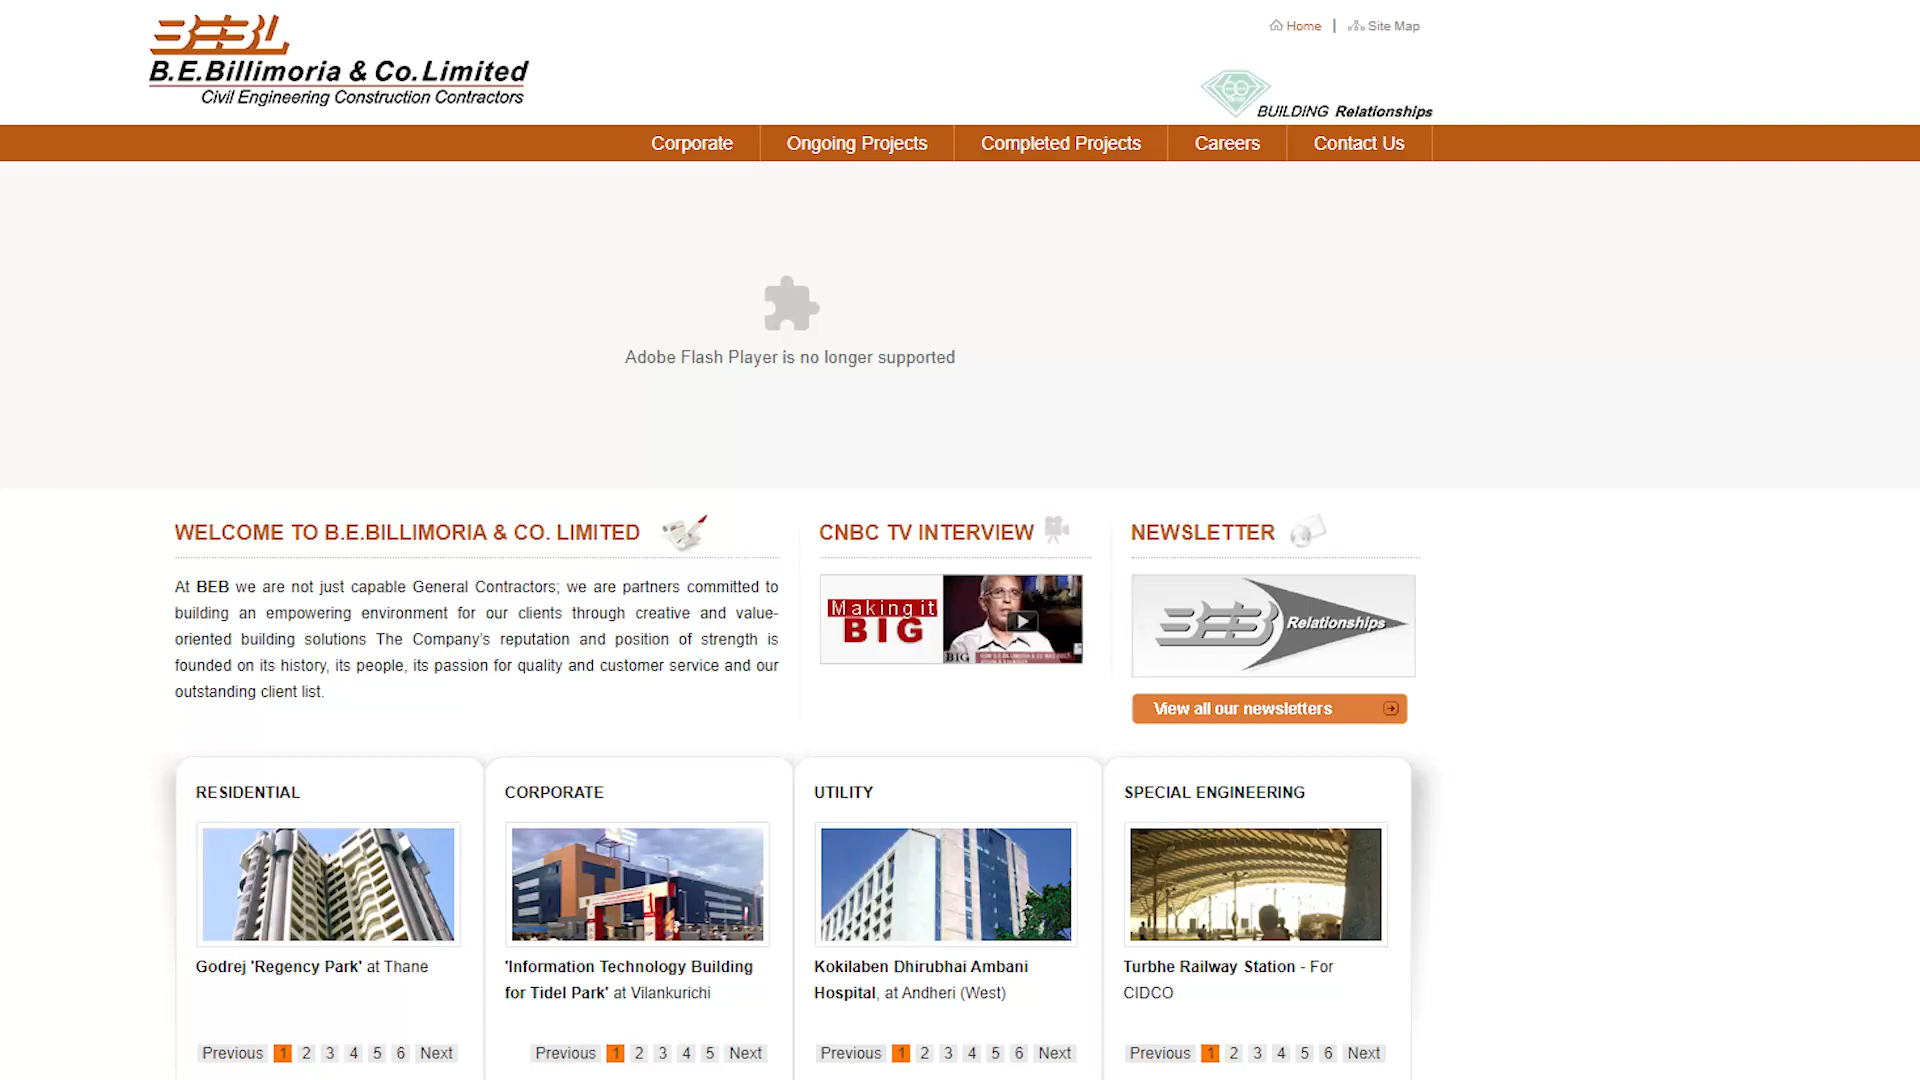 BEBL
B.E.Billimoria & Co.Limited
Civil Engineering Construction Contractors
Home | Site Map
60
BUILDING Relationships
Corporate
Ongoing Projects
Completed Projects
Careers
Contact Us
Adobe Flash Player is no longer supported
WELCOME TO B.E.BILLIMORIA & CO. LIMITED
At BEB we are not just capable General Contractors; we are partners committed to
building an empowering environment for our clients through creative and value-
oriented building solutions The Company's reputation and position of strength is
founded on its history, its people, its passion for quality and customer service and our
outstanding client list.
CNBC TV INTERVIEW
Making it
BIG
BIG
NEWSLETTER
BEB Relationships
View all our newsletters
RESIDENTIAL
Godrej 'Regency Park' at Thane
Previous 1 2 3 4 5 6 Next
CORPORATE
'Information Technology Building
for Tidel Park' at Vilankurichi
Previous 1 2 3 4 5 Next
UTILITY
Kokilaben Dhirubhai Ambani
Hospital, at Andheri (West)
Previous 1 2 3 4 5 6 Next
SPECIAL ENGINEERING
Turbhe Railway Station - For
CIDCO
Previous 1 2 3 4 5 6 Next